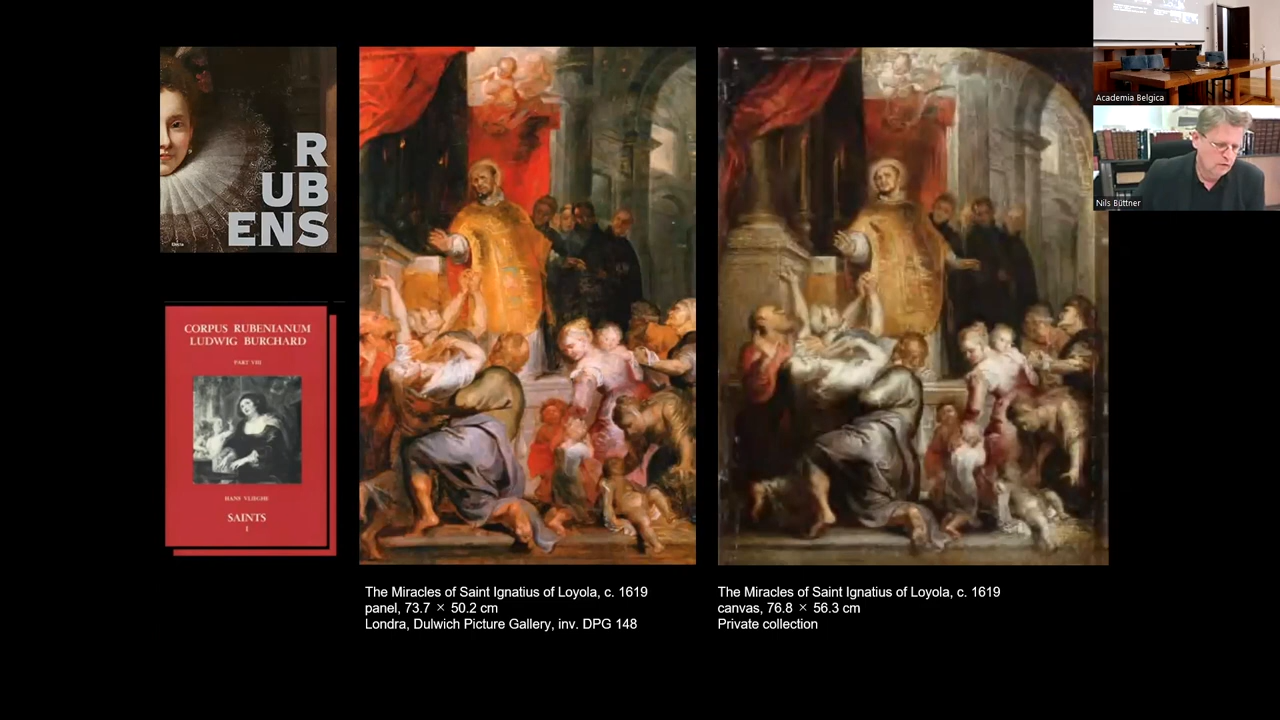 R
UB
ENS
CORPUS RUBENIANUM
LUDWIG BURCHARD
PART VIII
HANS VLIEGHE
SAINTS
I
The Miracles of Saint Ignatius of Loyola, c. 1619
panel, 73.7 × 50.2 cm
Londra, Dulwich Picture Gallery, inv. DPG 148
The Miracles of Saint Ignatius of Loyola, c. 1619
canvas, 76.8 × 56.3 cm
Private collection
Academia Belgica
Nils Büttner